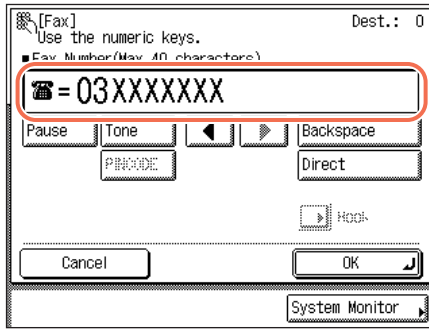 [Fax] Dest.: 0
Use the numeric keys.
■Fax Number(Max 40 characters)
☎=03XXXXXXX
Pause Tone ◀ ▶ Backspace
PINCODE Direct
Hook
Cancel OK
System Monitor